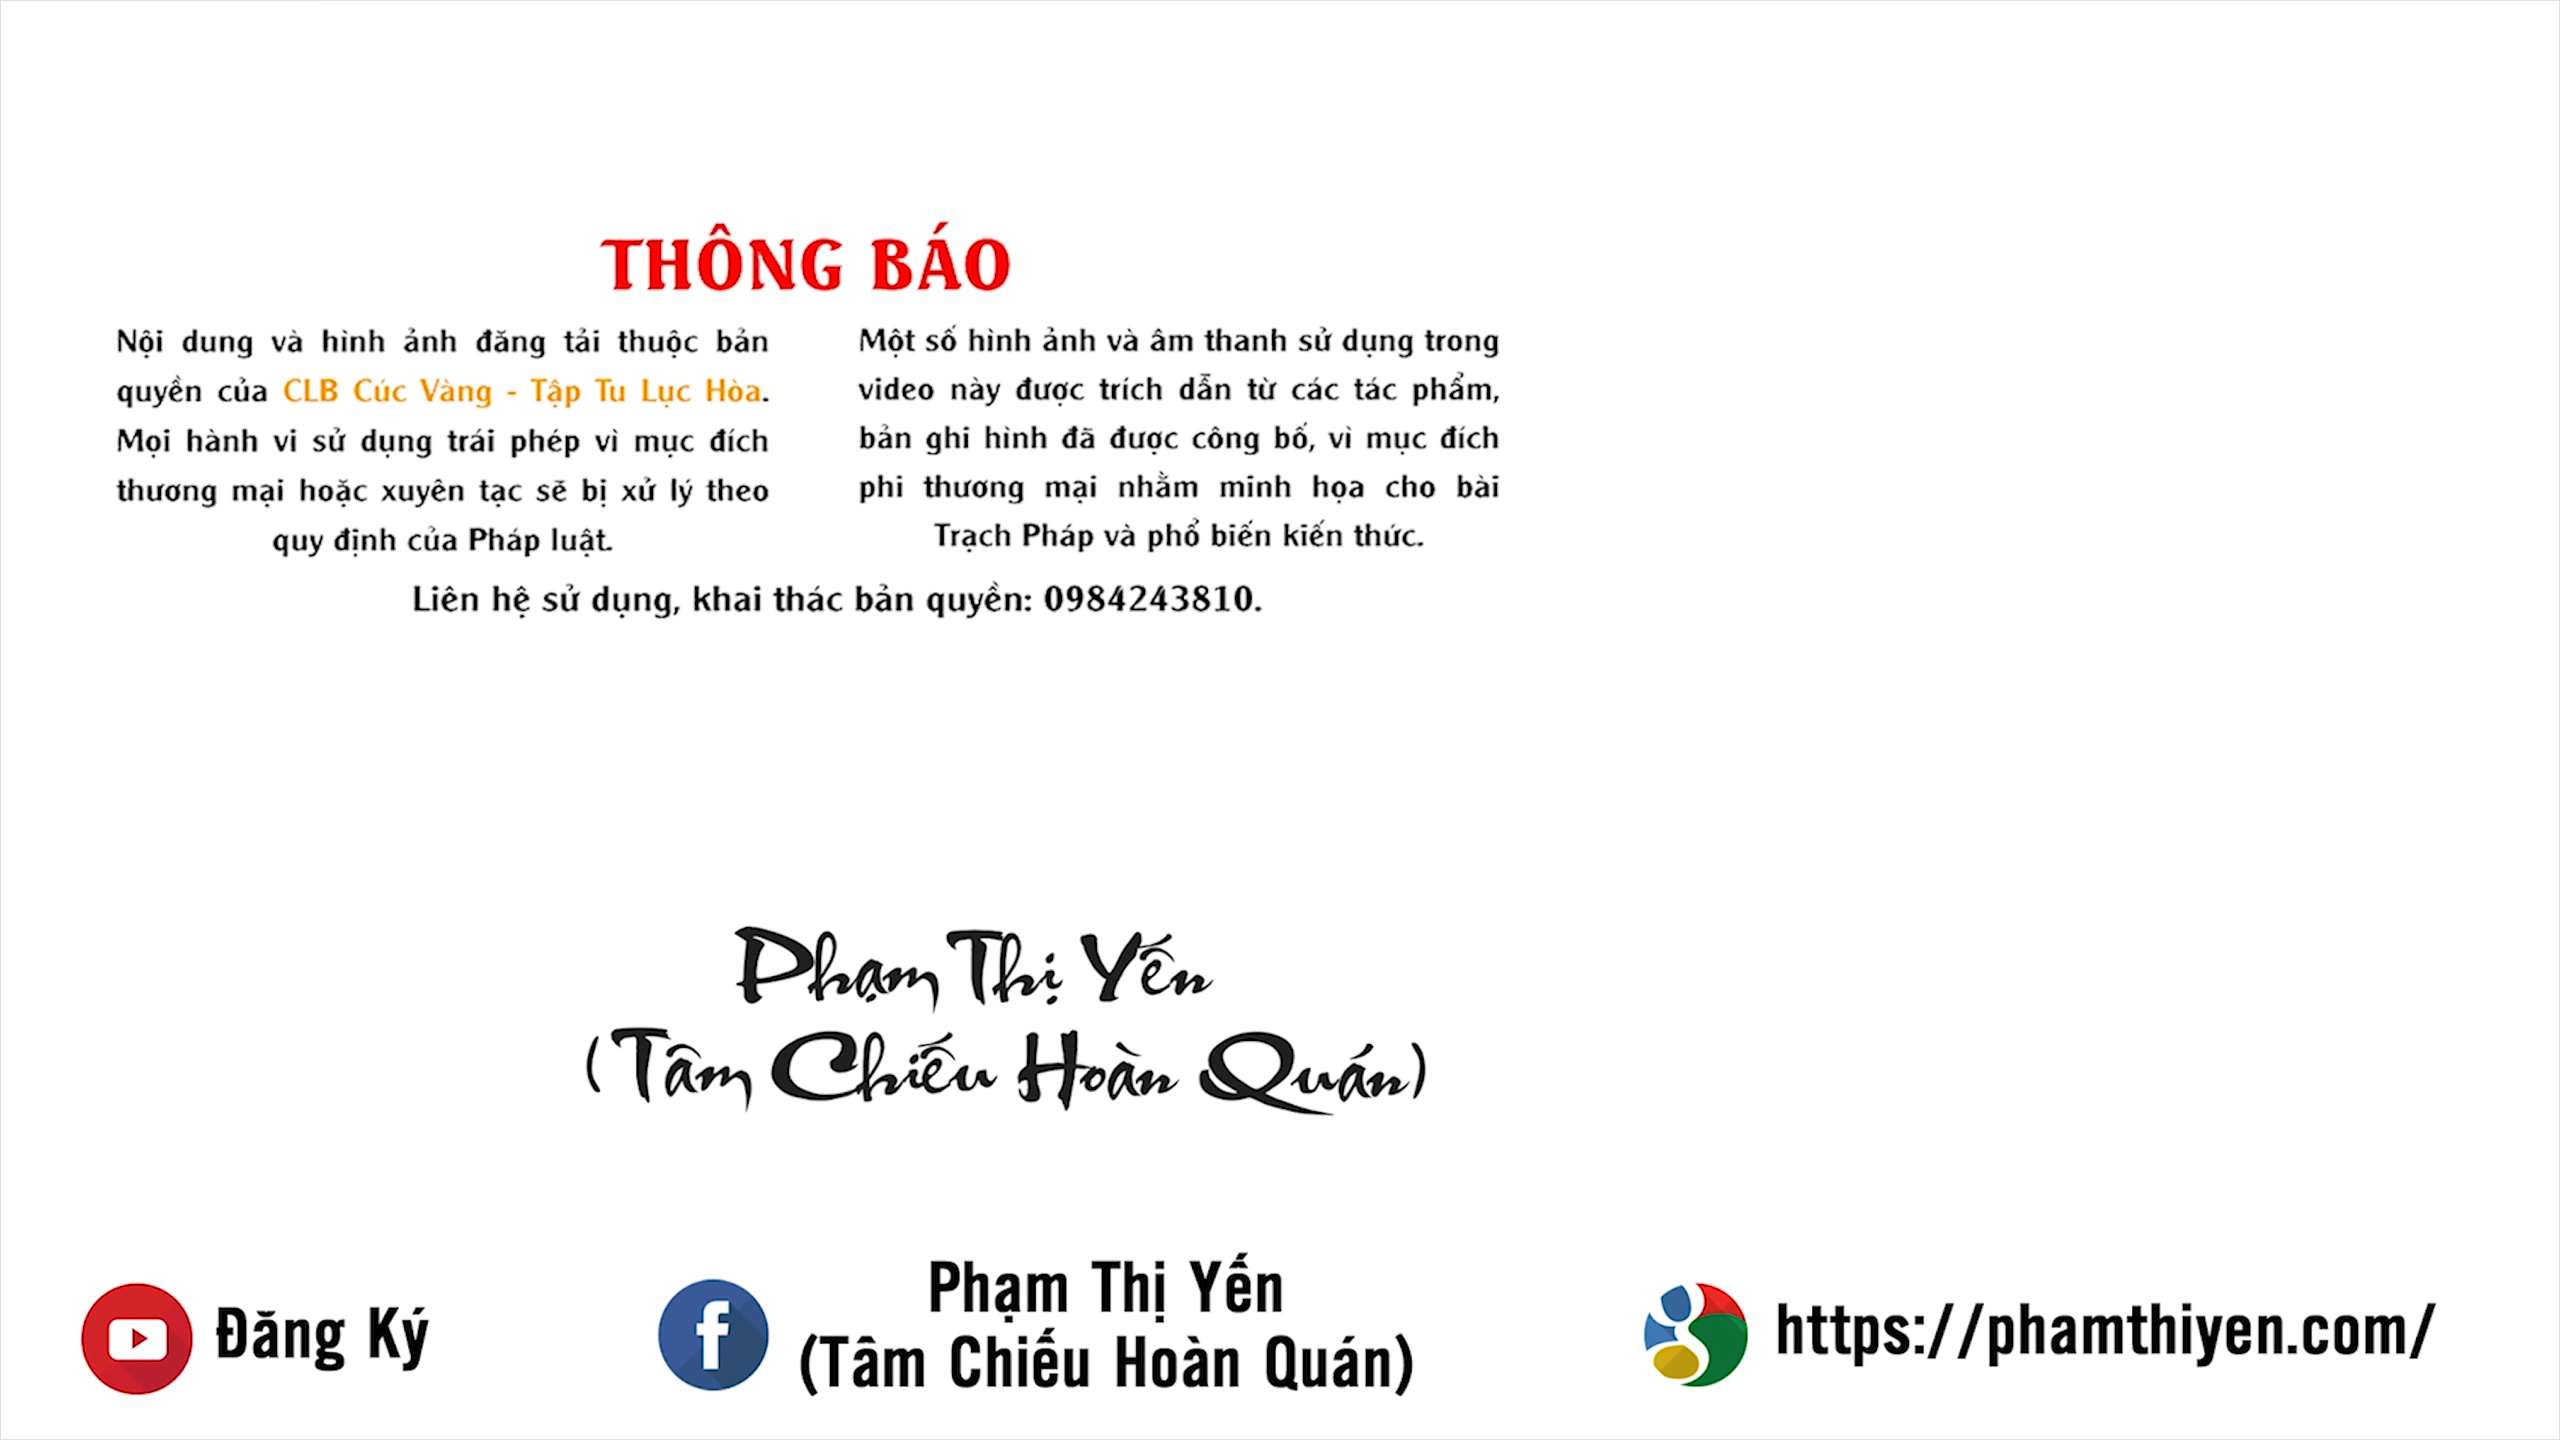 THÔNG BÁO
Nội dung và hình ảnh đăng tải thuộc bản
quyền của CLB Cúc Vàng - Tập Tu Lục Hòa.
Mọi hành vi sử dụng trái phép vì mục đích
thương mại hoặc xuyên tạc sẽ bị xử lý theo
quy định của Pháp luật.
Một số hình ảnh và âm thanh sử dụng trong
video này được trích dẫn từ các tác phẩm,
bản ghi hình đã được công bố, vì mục đích
phi thương mại nhằm minh họa cho bài
Trạch Pháp và phổ biến kiến thức.
Liên hệ sử dụng, khai thác bản quyền: 0984243810.
Phạm Thị Yến
(Tâm Chiếu Hoàn Quán)
Đăng Ký
Phạm Thị Yến
(Tâm Chiếu Hoàn Quán)
https://phamthiyen.com/